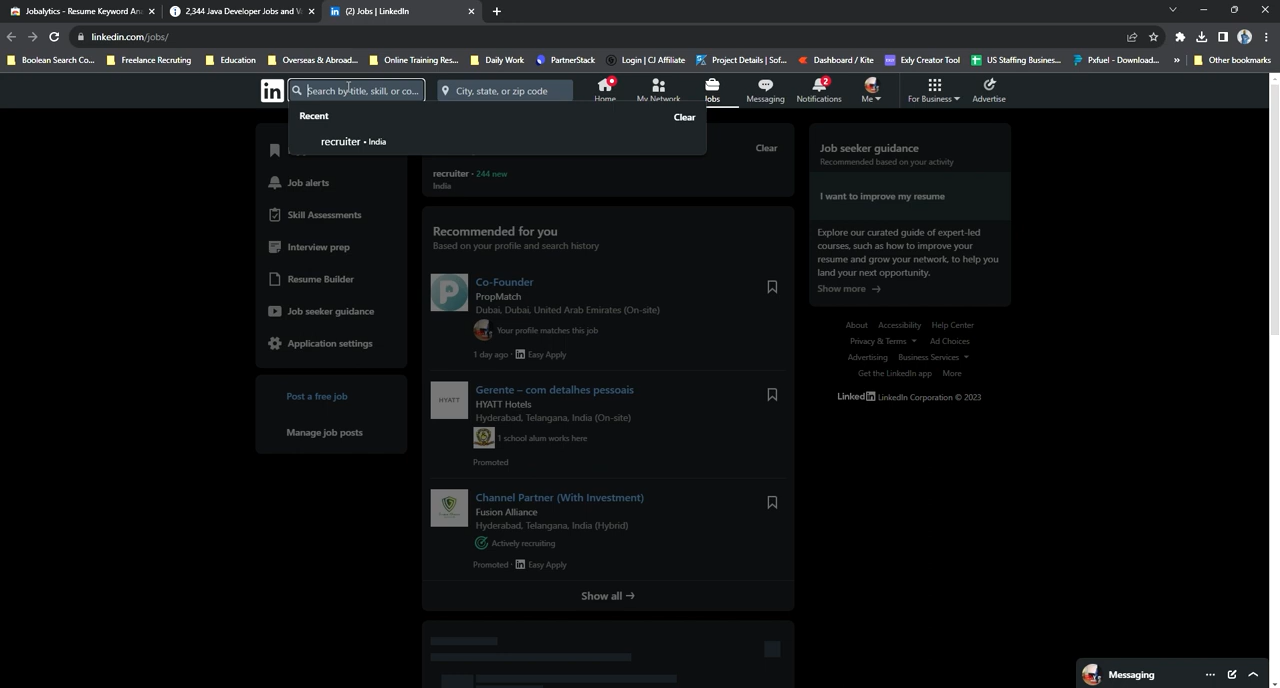 Jobalytics - Resume Keyword An
2,344 Java Developer Jobs and V
(2) Jobs | LinkedIn
linkedin.com/jobs/
Boolean Search Co...
Freelance Recruting
Education
Overseas & Abroad...
Online Training Res...
Daily Work
PartnerStack
Login | CJ Affiliate
Project Details | Sof...
Dashboard / Kite
Exly Creator Tool
US Staffing Business...
Pxfuel - Download...
»
Other bookmarks
in
Search by title, skill, or co...
City, state, or zip code
Home
My Network
Jobs
Messaging
2
Notifications
Me
For Business
Advertise
Recent
Clear
recruiter • India
Job alerts
Skill Assessments
Interview prep
Resume Builder
Job seeker guidance
Application settings
Post a free job
Manage job posts
Clear
recruiter · 244 new
India
Recommended for you
Based on your profile and search history
Co-Founder
PropMatch
Dubai, Dubai, United Arab Emirates (On-site)
Your profile matches this job
1 day ago · in Easy Apply
HYATT
Gerente – com detalhes pessoais
HYATT Hotels
Hyderabad, Telangana, India (On-site)
1 school alum works here
Promoted
Channel Partner (With Investment)
Fusion Alliance
Hyderabad, Telangana, India (Hybrid)
Actively recruiting
Promoted · in Easy Apply
Show all →
Job seeker guidance
Recommended based on your activity
I want to improve my resume
Explore our curated guide of expert-led
courses, such as how to improve your
resume and grow your network, to help you
land your next opportunity.
Show more →
About Accessibility Help Center
Privacy & Terms Ad Choices
Advertising Business Services
Get the LinkedIn app More
LinkedIn LinkedIn Corporation © 2023
Messaging